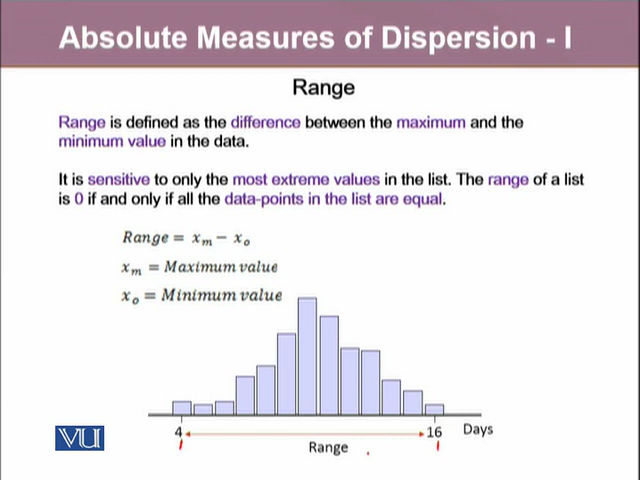 Absolute Measures of Dispersion - I
Range
Range is defined as the difference between the maximum and the
minimum value in the data.
It is sensitive to only the most extreme values in the list. The range of a list
is 0 if and only if all the data-points in the list are equal.
Range = xₘ − xₒ
xₘ = Maximum value
xₒ = Minimum value
4 16 Days
Range
VU